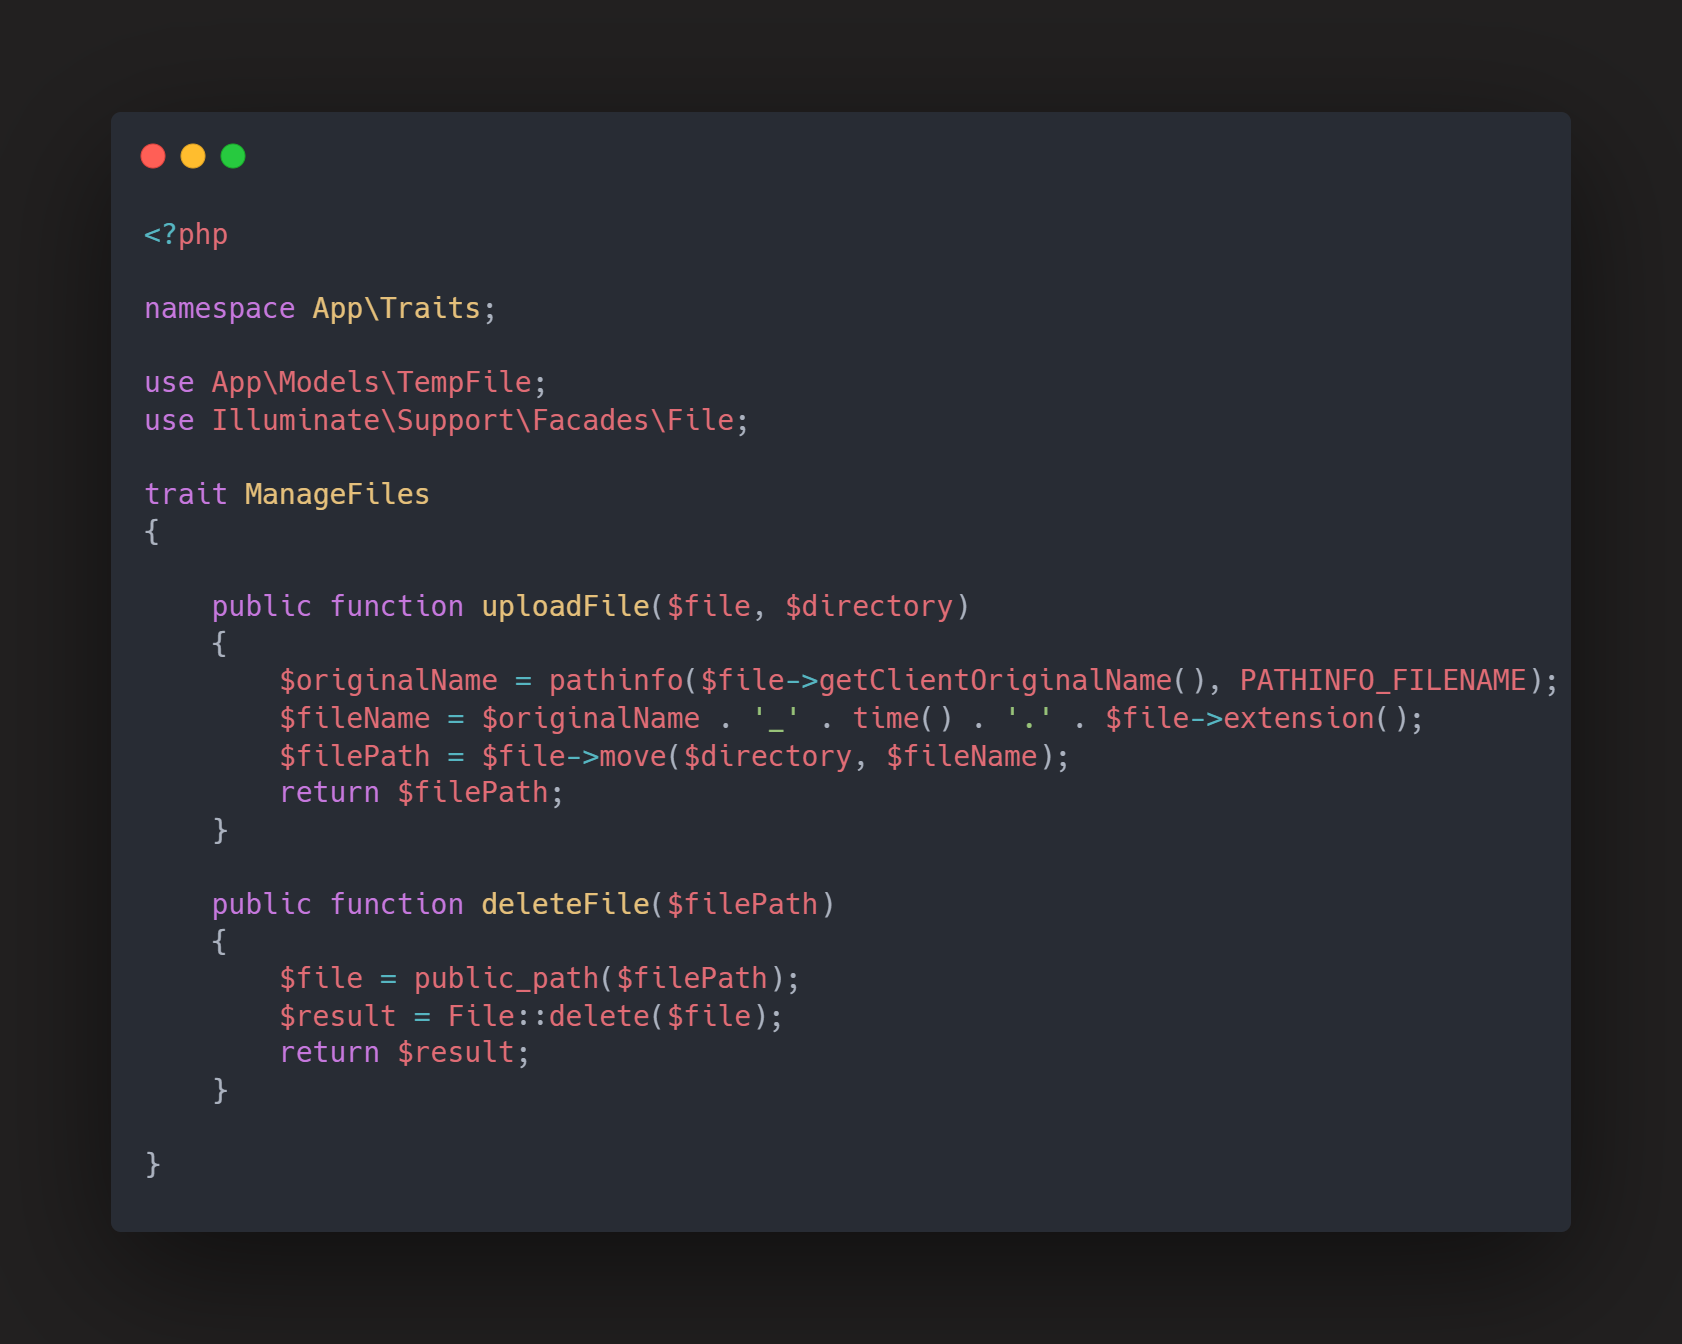 <?php
namespace App\Traits;
use App\Models\TempFile;
use Illuminate\Support\Facades\File;
trait ManageFiles
{
public function uploadFile($file, $directory)
{
$originalName = pathinfo($file->getClientOriginalName(), PATHINFO_FILENAME);
$fileName = $originalName . '_' . time() . '.' . $file->extension();
$filePath = $file->move($directory, $fileName);
return $filePath;
}
public function deleteFile($filePath)
{
$file = public_path($filePath);
$result = File::delete($file);
return $result;
}
}